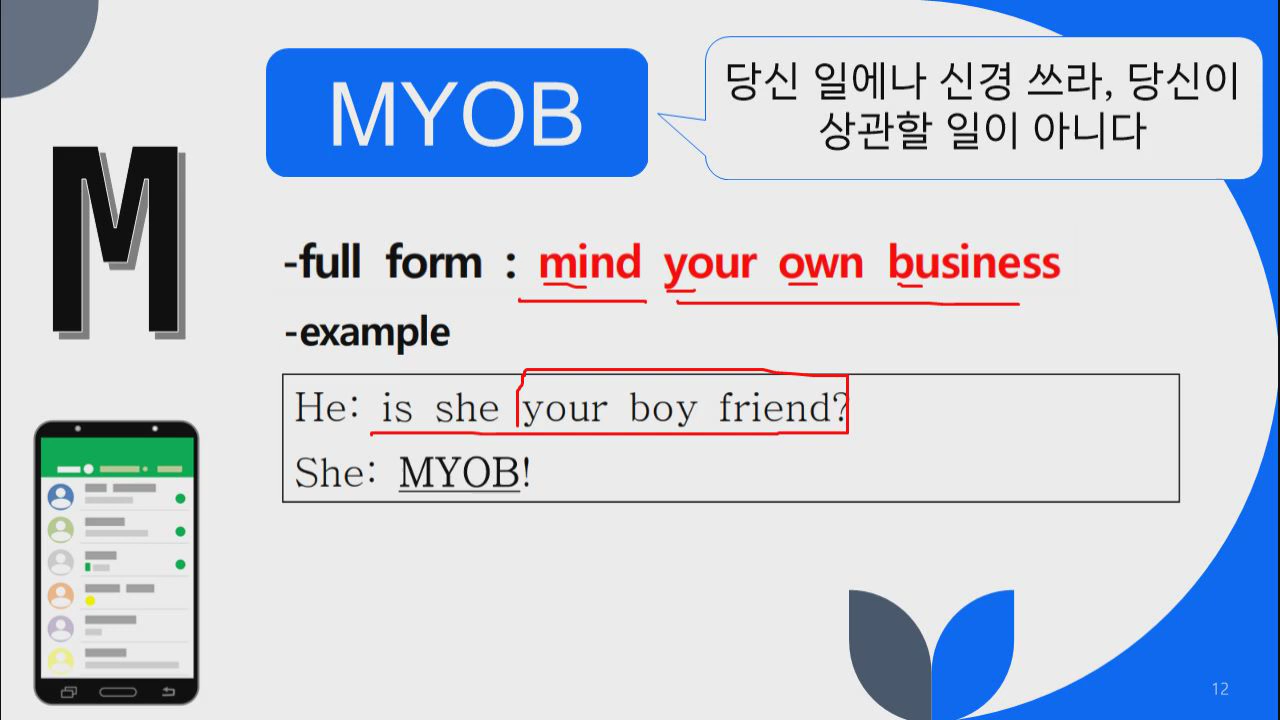 M
MYOB
당신 일에나 신경 쓰라, 당신이
상관할 일이 아니다
-full form : mind your own business
-example
He: is she your boy friend?
She: MYOB!
12